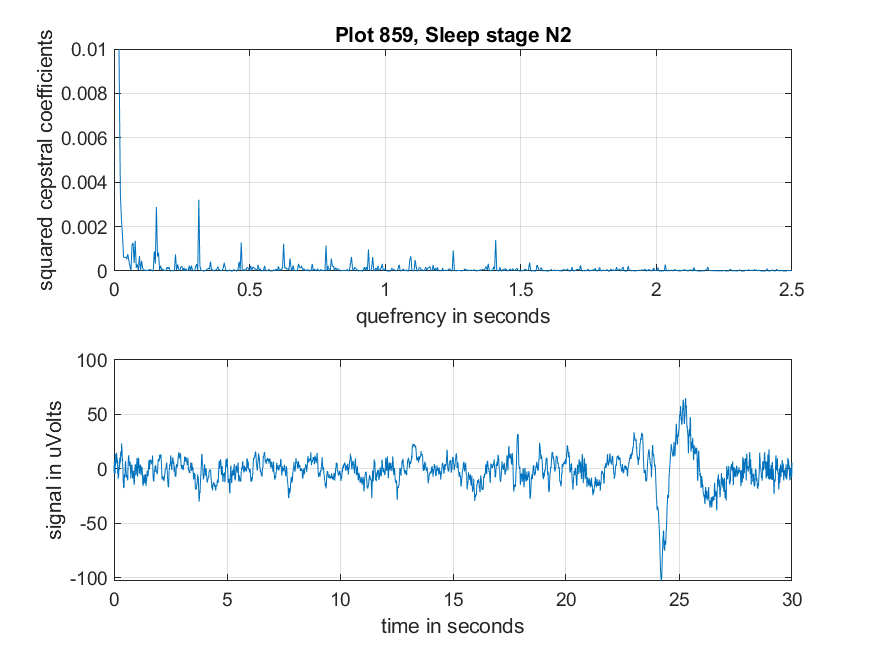 Plot 859, Sleep stage N2
squared cepstral coefficients
0.01
0.008
0.006
0.004
0.002
0
0 0.5 1 1.5 2 2.5
quefrency in seconds
signal in uVolts
100
50
0
-50
-100
0 5 10 15 20 25 30
time in seconds